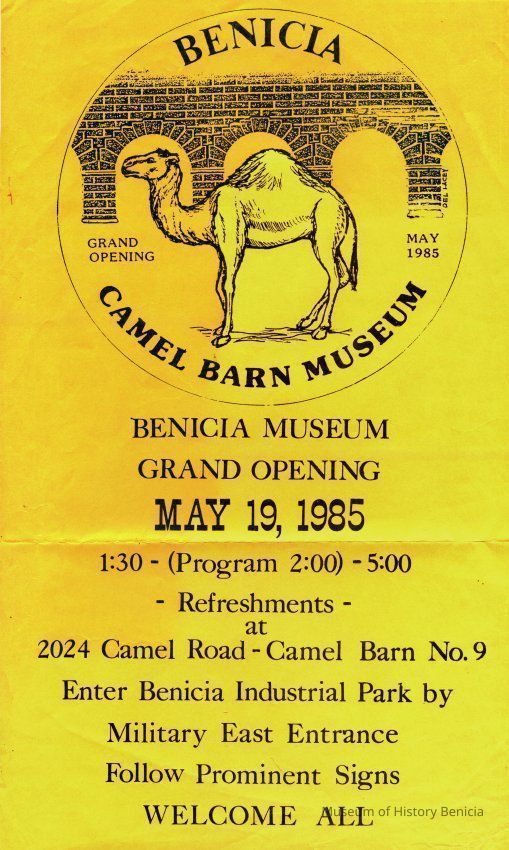 BENICIA
GRAND
OPENING
MAY
1985
DEL LACEY
CAMEL BARN MUSEUM
BENICIA MUSEUM
GRAND OPENING
MAY 19, 1985
1:30 - (Program 2:00) - 5:00
- Refreshments -
at
2024 Camel Road - Camel Barn No. 9
Enter Benicia Industrial Park by
Military East Entrance
Follow Prominent Signs
WELCOME ALL
Museum of History Benicia